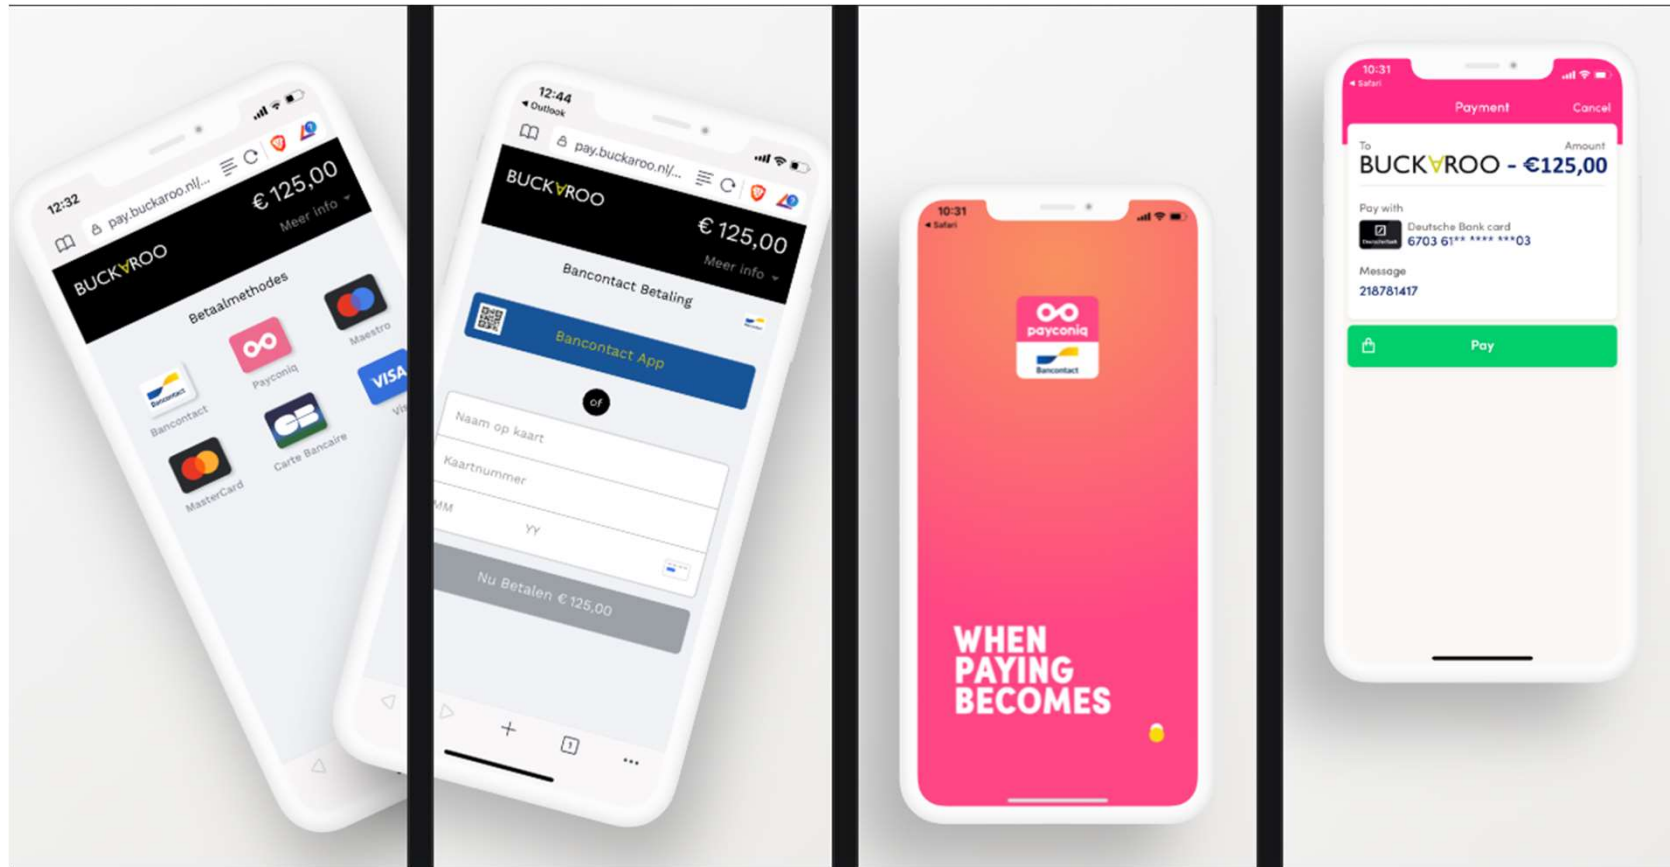 12:32
pay.buckaroo.nl/...
BUCKAROO
€ 125,00
Meer info
Betaalmethodes
Bancontact
Bancontact
payconiq
Maestro
MasterCard
Carte Bancaire
VISA
Vis
12:44
Outlook
pay.buckaroo.nl/...
BUCKAROO
€ 125,00
Meer info
Bancontact Betaling
Bancontact App
of
Naam op kaart
Kaartnummer
MM
YY
Nu Betalen € 125,00
1
10:31
Safari
payconiq
Bancontact
WHEN
PAYING
BECOMES
10:31
Safari
Payment
Cancel
To
Amount
BUCKAROO - €125,00
Pay with
Deutsche Bank card
6703 61** **** ***03
Message
218781417
Pay